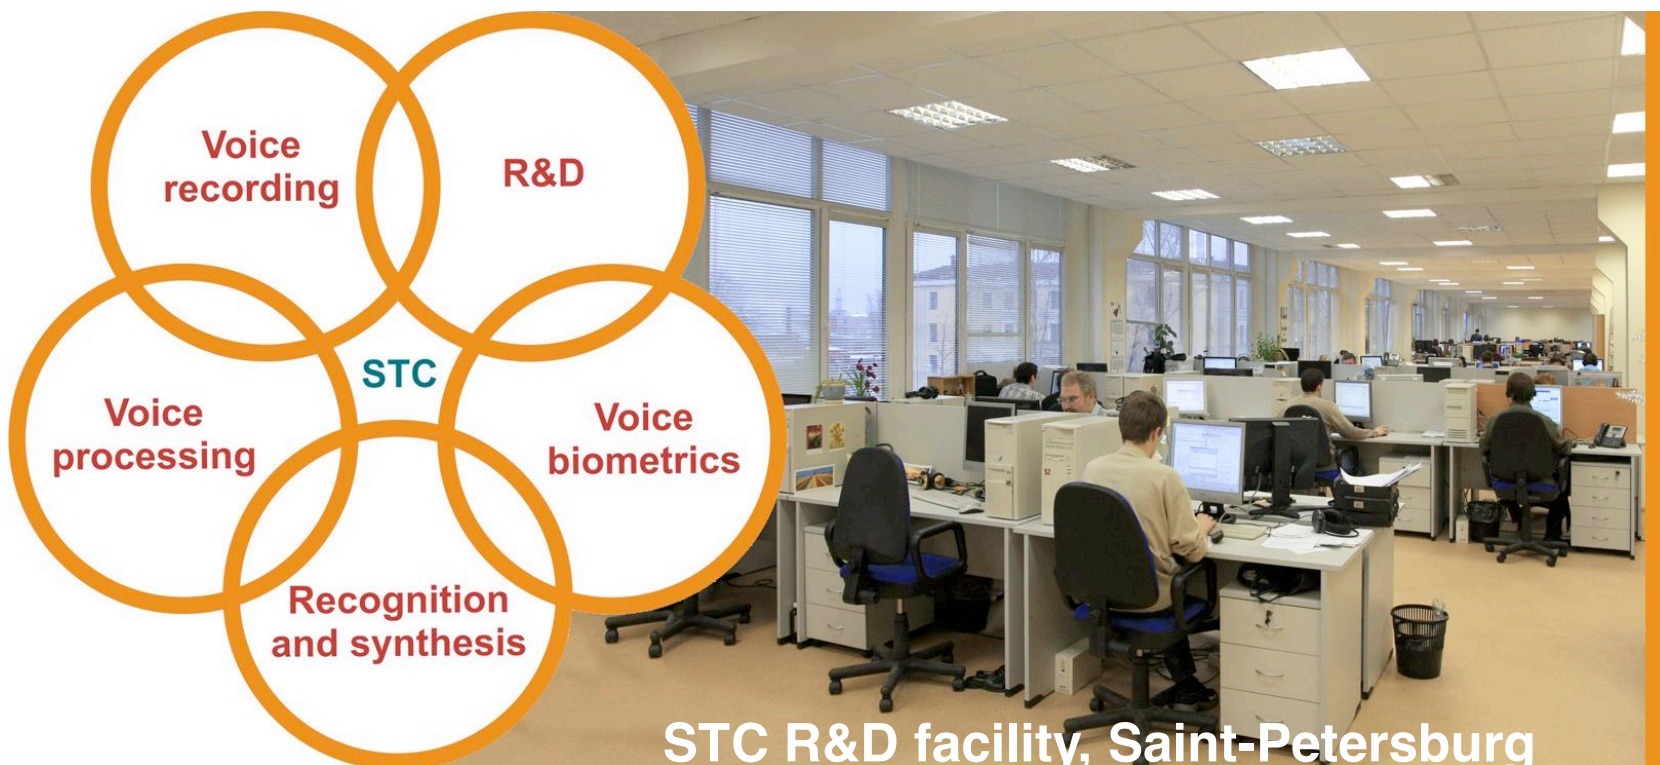 Voice
recording
R&D
STC
Voice
processing
Voice
biometrics
Recognition
and synthesis
STC R&D facility, Saint-Petersburg